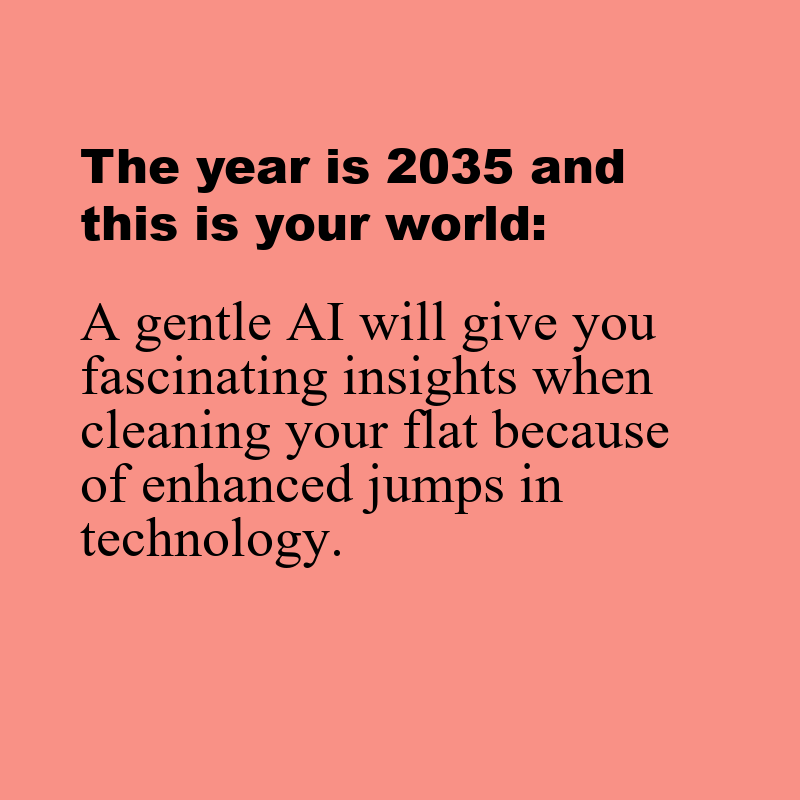 The year is 2035 and
this is your world:
A gentle AI will give you
fascinating insights when
cleaning your flat because
of enhanced jumps in
technology.